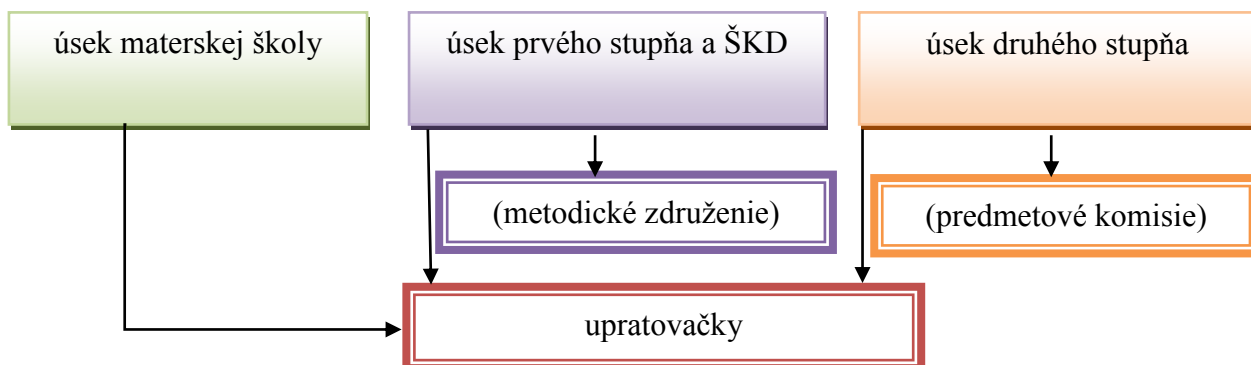 úsek materskej školy
úsek prvého stupňa a ŠKD
úsek druhého stupňa
(metodické združenie)
(predmetové komisie)
upratovačky